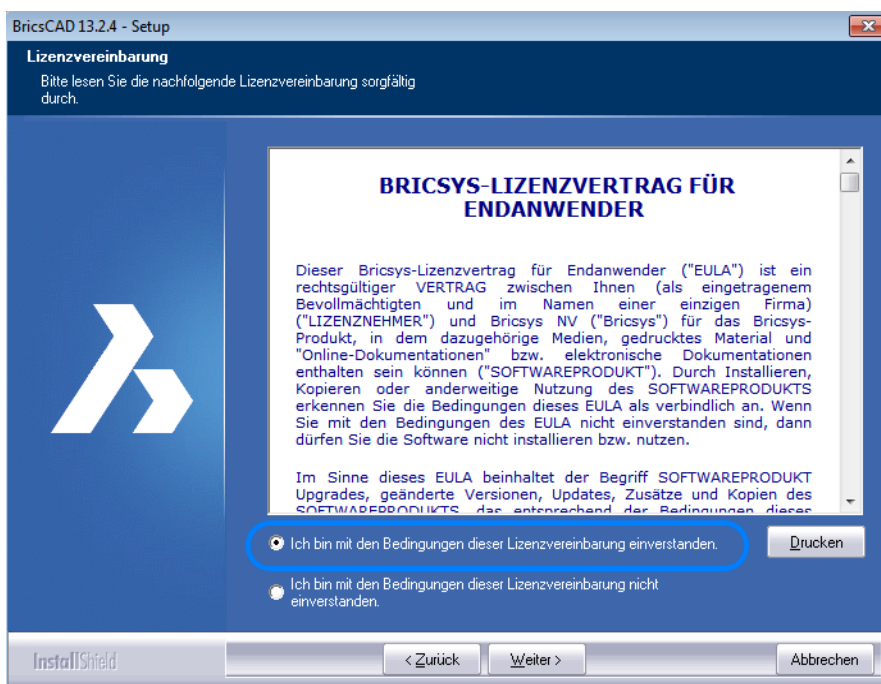 BricsCAD 13.2.4 - Setup
Lizenzvereinbarung
Bitte lesen Sie die nachfolgende Lizenzvereinbarung sorgfältig
durch.
BRICSYS-LIZENZVERTRAG FÜR
ENDANWENDER
Dieser Bricsys-Lizenzvertrag für Endanwender ("EULA") ist ein
rechtsgültiger VERTRAG zwischen Ihnen (als eingetragenem
Bevollmächtigten und im Namen einer einzigen Firma)
("LIZENZNEHMER") und Bricsys NV ("Bricsys") für das Bricsys-
Produkt, in dem dazugehörige Medien, gedrucktes Material und
"Online-Dokumentationen" bzw. elektronische Dokumentationen
enthalten sein können ("SOFTWAREPRODUKT"). Durch Installieren,
Kopieren oder anderweitige Nutzung des SOFTWAREPRODUKTS
erkennen Sie die Bedingungen dieses EULA als verbindlich an. Wenn
Sie mit den Bedingungen des EULA nicht einverstanden sind, dann
dürfen Sie die Software nicht installieren bzw. nutzen.
Im Sinne dieses EULA beinhaltet der Begriff SOFTWAREPRODUKT
Upgrades, geänderte Versionen, Updates, Zusätze und Kopien des
SOFTWAREPRODUKTS, das entsprechend der Bedingungen dieses
Ich bin mit den Bedingungen dieser Lizenzvereinbarung einverstanden.
Drucken
Ich bin mit den Bedingungen dieser Lizenzvereinbarung nicht
einverstanden.
InstallShield
< Zurück
Weiter >
Abbrechen